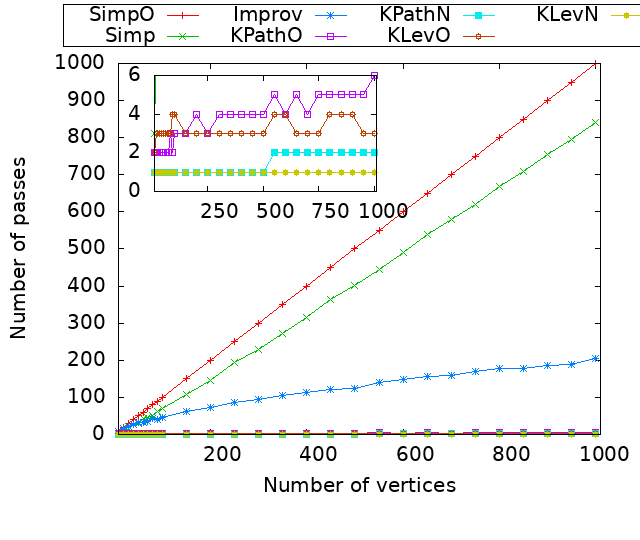 SimpO Improv KPathN KLevN
Simp KPathO KLevO
1000
900
800
700
600
500
400
300
200
100
0
6
4
2
0
250 500 750 1000
200 400 600 800 1000
Number of passes
Number of vertices